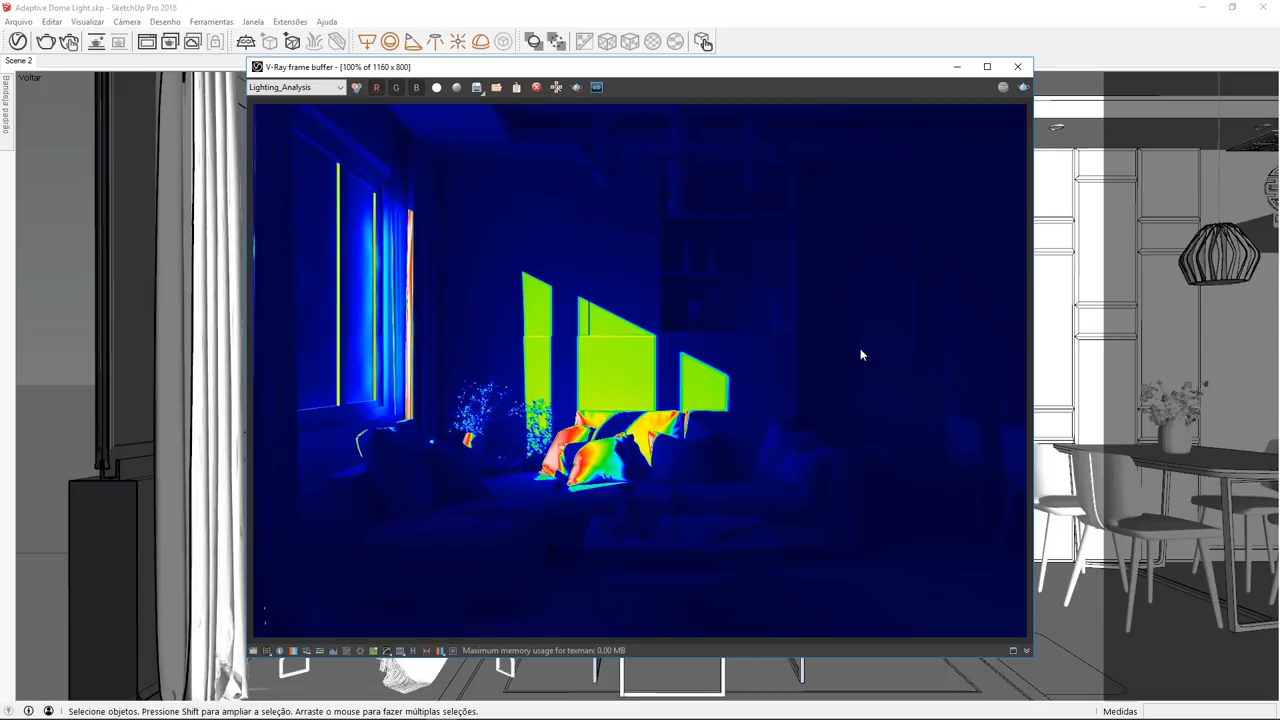 Adaptive Dome Light.skp - SketchUp Pro 2018
Arquivo Editar Visualizar Câmera Desenho Ferramentas Janela Extensões Ajuda
Scene 2
Voltar
Bandeja padrão
V-Ray frame buffer - [100% of 1160 x 800]
Lighting_Analysis
R G B
H
Maximum memory usage for texman: 0.00 MB
Selecione objetos. Pressione Shift para ampliar a seleção. Arraste o mouse para fazer múltiplas seleções.
Medidas